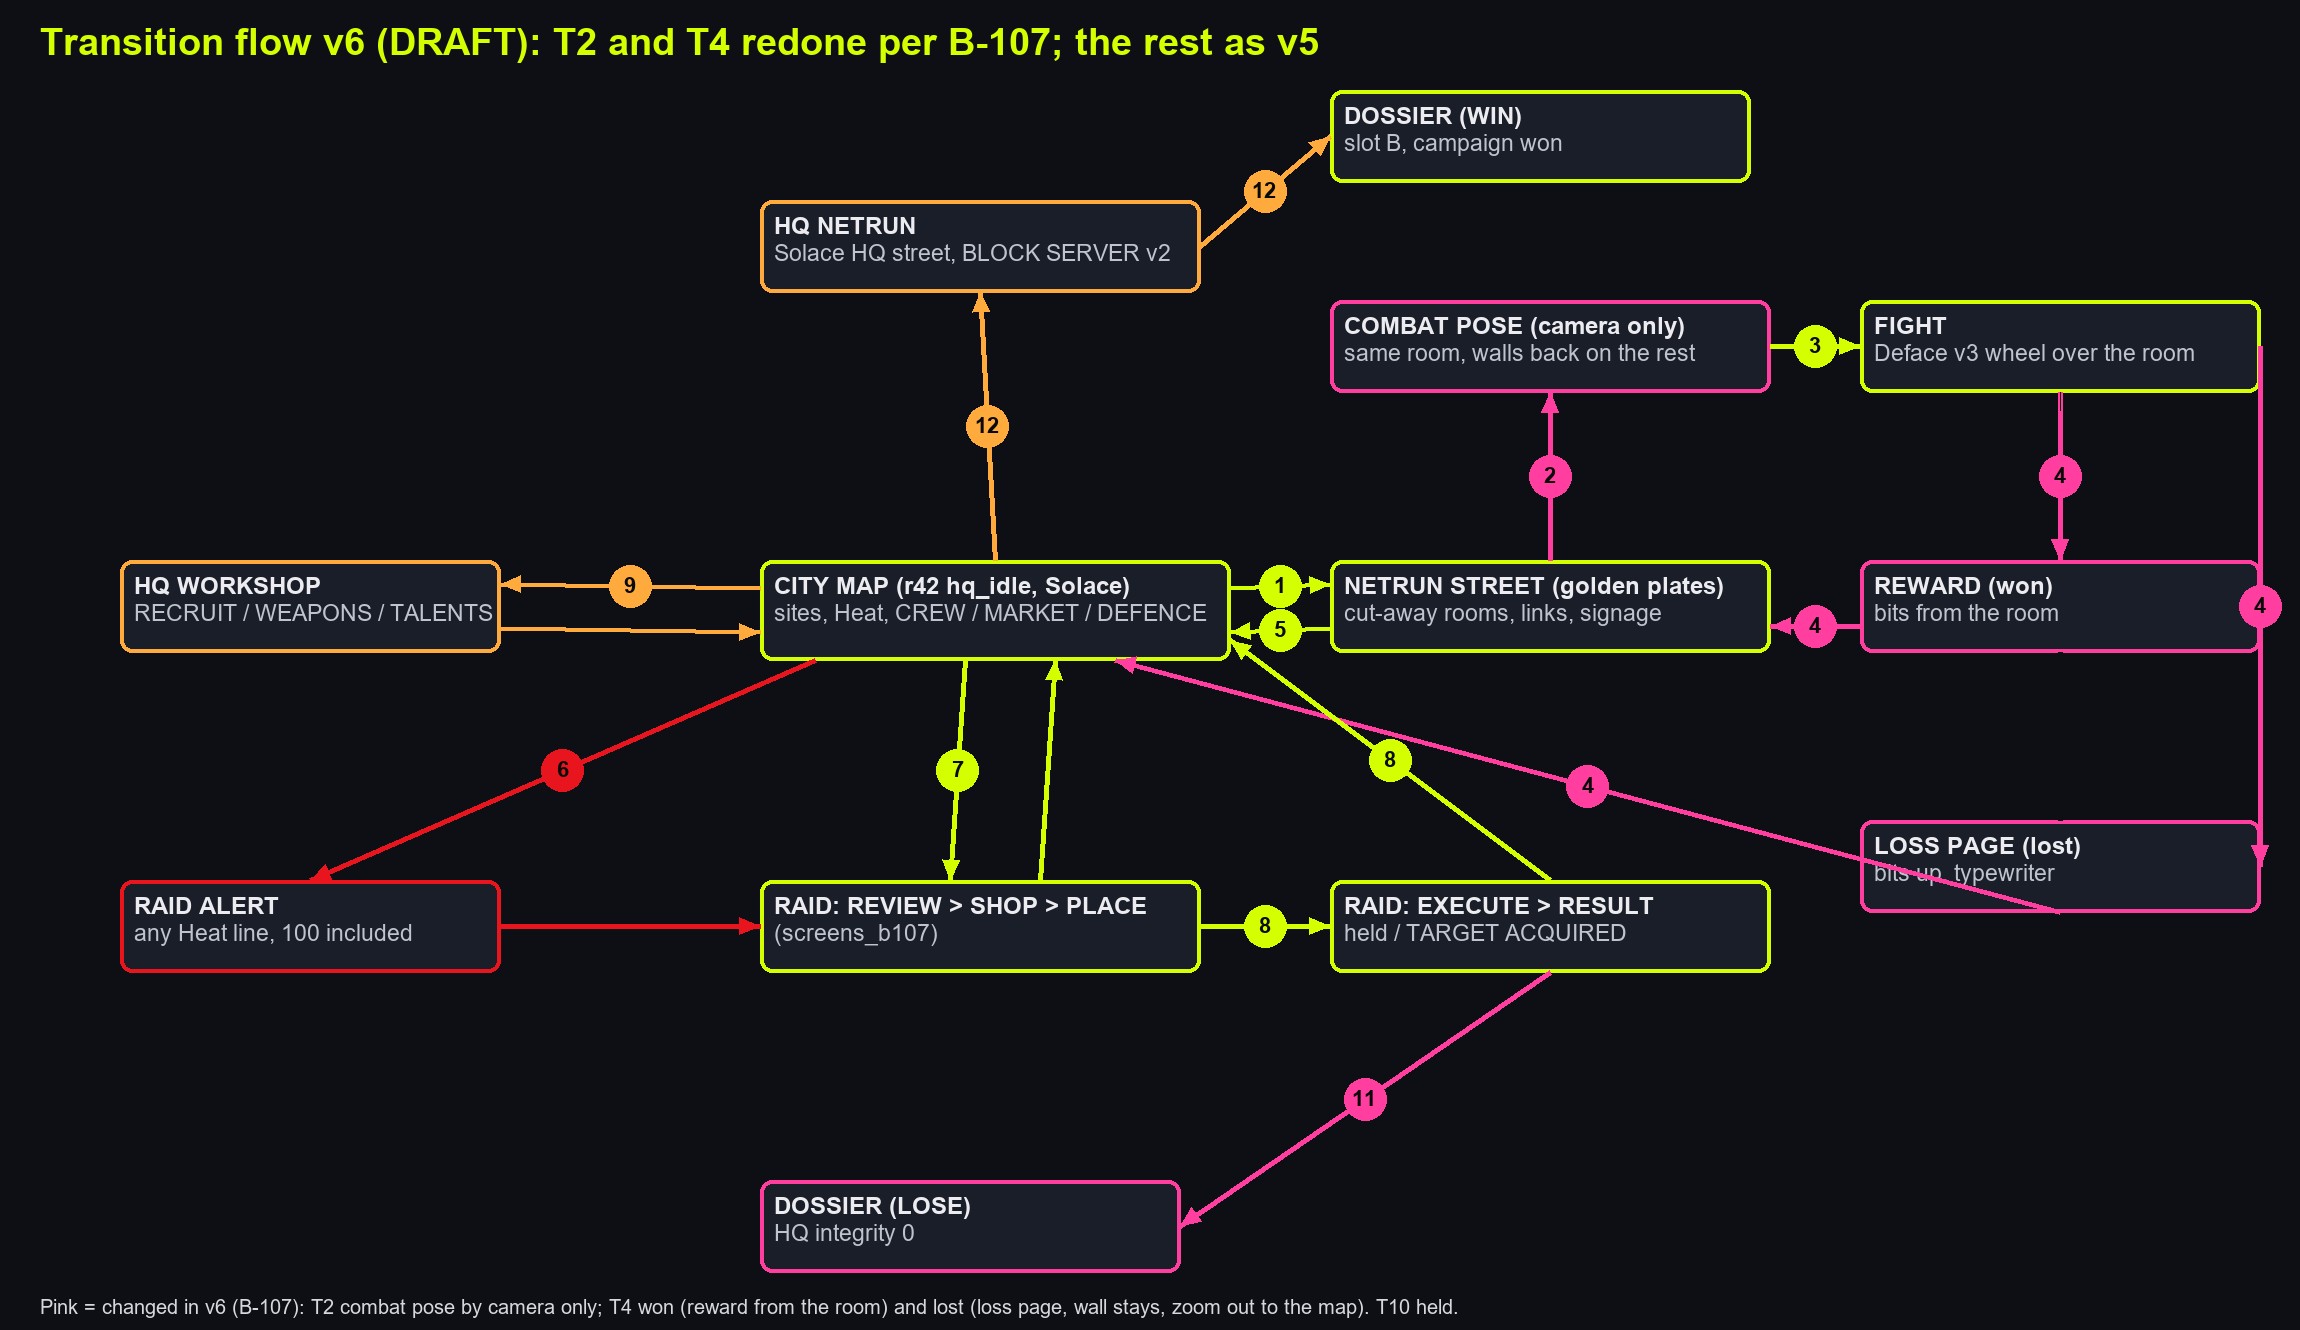 Transition flow v6 (DRAFT): T2 and T4 redone per B-107; the rest as v5
DOSSIER (WIN)
slot B, campaign won
12
HQ NETRUN
Solace HQ street, BLOCK SERVER v2
COMBAT POSE (camera only)
same room, walls back on the rest
3
FIGHT
Deface v3 wheel over the room
12
2
4
HQ WORKSHOP
RECRUIT / WEAPONS / TALENTS
9
CITY MAP (r42 hq_idle, Solace)
sites, Heat, CREW / MARKET / DEFENCE
1
5
NETRUN STREET (golden plates)
cut-away rooms, links, signage
4
REWARD (won)
bits from the room
4
6
7
8
4
LOSS PAGE (lost)
bits up, typewriter
RAID ALERT
any Heat line, 100 included
RAID: REVIEW > SHOP > PLACE
(screens_b107)
8
RAID: EXECUTE > RESULT
held / TARGET ACQUIRED
11
DOSSIER (LOSE)
HQ integrity 0
Pink = changed in v6 (B-107): T2 combat pose by camera only; T4 won (reward from the room) and lost (loss page, wall stays, zoom out to the map). T10 held.